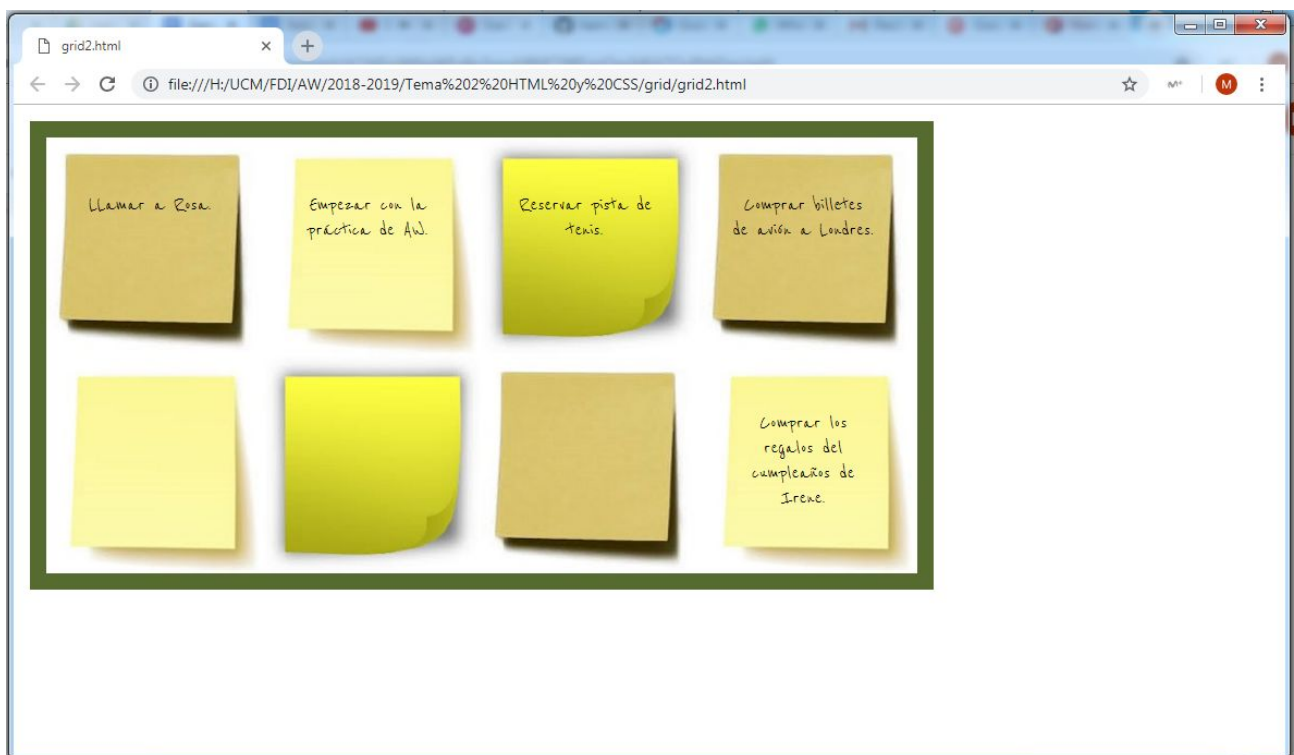 grid2.html
file:///H:/UCM/FDI/AW/2018-2019/Tema%202%20HTML%20y%20CSS/grid/grid2.html
M
LLamar a Rosa.
Empezar con la
práctica de AW.
Reservar pista de
tenis.
Comprar billetes
de avión a Londres.
Comprar los
regalos del
cumpleaños de
Irene.